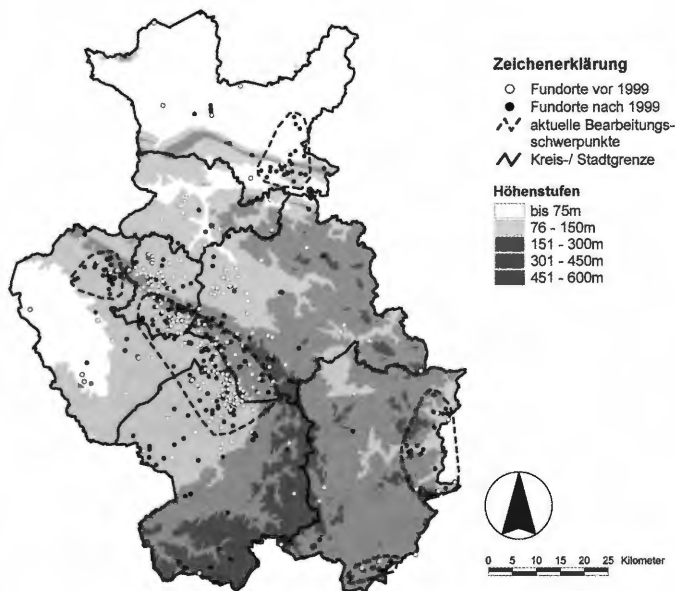 Zeichenerklärung
Fundorte vor 1999
Fundorte nach 1999
aktuelle Bearbeitungs-
schwerpunkte
Kreis-/ Stadtgrenze
Höhenstufen
bis 75m
76 - 150m
151 - 300m
301 - 450m
451 - 600m
0 5 10 15 20 25 Kilometer